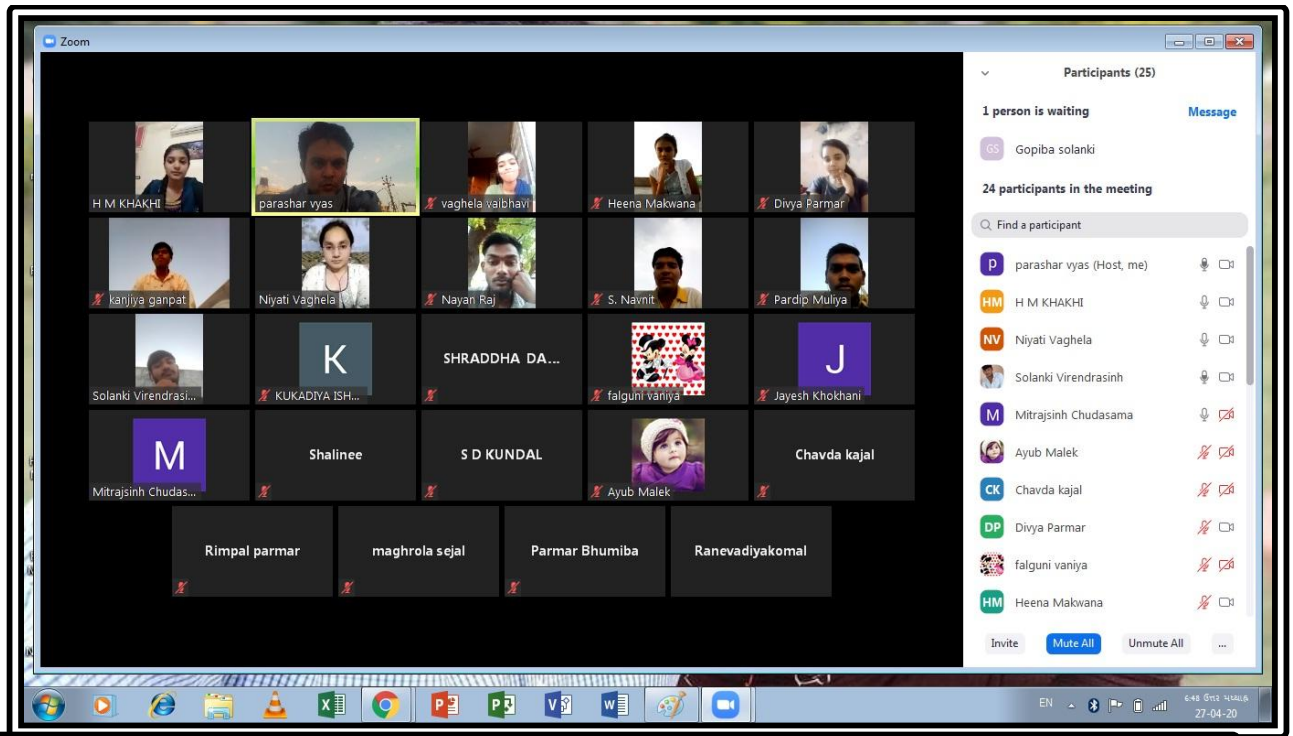 Zoom
H M KHAKHI
parashar vyas
vaghela vaibhavi
Heena Makwana
Divya Parmar
kanjiya ganpat
Niyati Vaghela
Nayan Raj
S. Navnit
Pardip Muliya
Solanki Virendrasi...
K
KUKADIYA ISH...
SHRADDHA DA...
falguni vaniya
J
Jayesh Khokhani
M
Mitrajsinh Chudas...
Shalinee
S D KUNDAL
Ayub Malek
Chavda kajal
Rimpal parmar
maghrola sejal
Parmar Bhumiba
Ranevadiyakomal
Participants (25)
1 person is waiting Message
GS Gopiba solanki
24 participants in the meeting
Find a participant
p parashar vyas (Host, me)
HM H M KHAKHI
NV Niyati Vaghela
Solanki Virendrasinh
M Mitrajsinh Chudasama
Ayub Malek
CK Chavda kajal
DP Divya Parmar
falguni vaniya
HM Heena Makwana
Invite Mute All Unmute All ...
EN
27-04-20